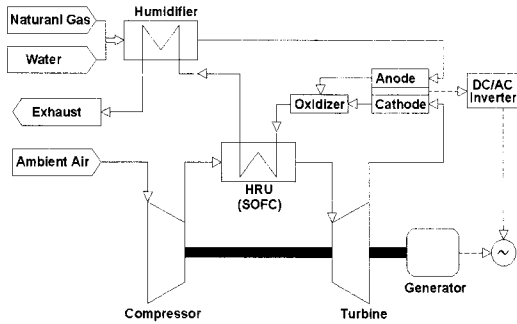 Humidifier
Naturanl Gas
Water
Anode
DC/AC
Inverter
Oxidizer
Cathode
Exhaust
Ambient Air
HRU
(SOFC)
Generator
Compressor
Turbine
~